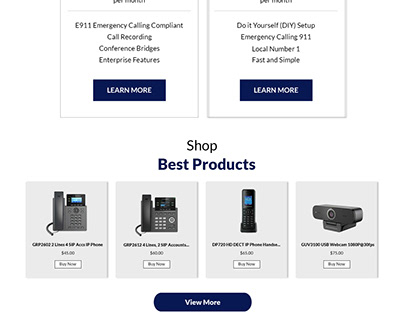 per month
E911 Emergency Calling Compliant
Call Recording
Conference Bridges
Enterprise Features
LEARN MORE
per month
Do it Yourself (DIY) Setup
Emergency Calling 911
Local Number 1
Fast and Simple
LEARN MORE
Shop
Best Products
GRP2602 2 Lines 4 SIP Accs IP Phone
$45.00
Buy Now
GRP2612 4 Lines, 2 SIP Accounts...
$60.00
Buy Now
DP720 HD DECT IP Phone Handse...
$65.00
Buy Now
GUV3100 USB Webcam 1080P@30fps
$75.00
Buy Now
View More